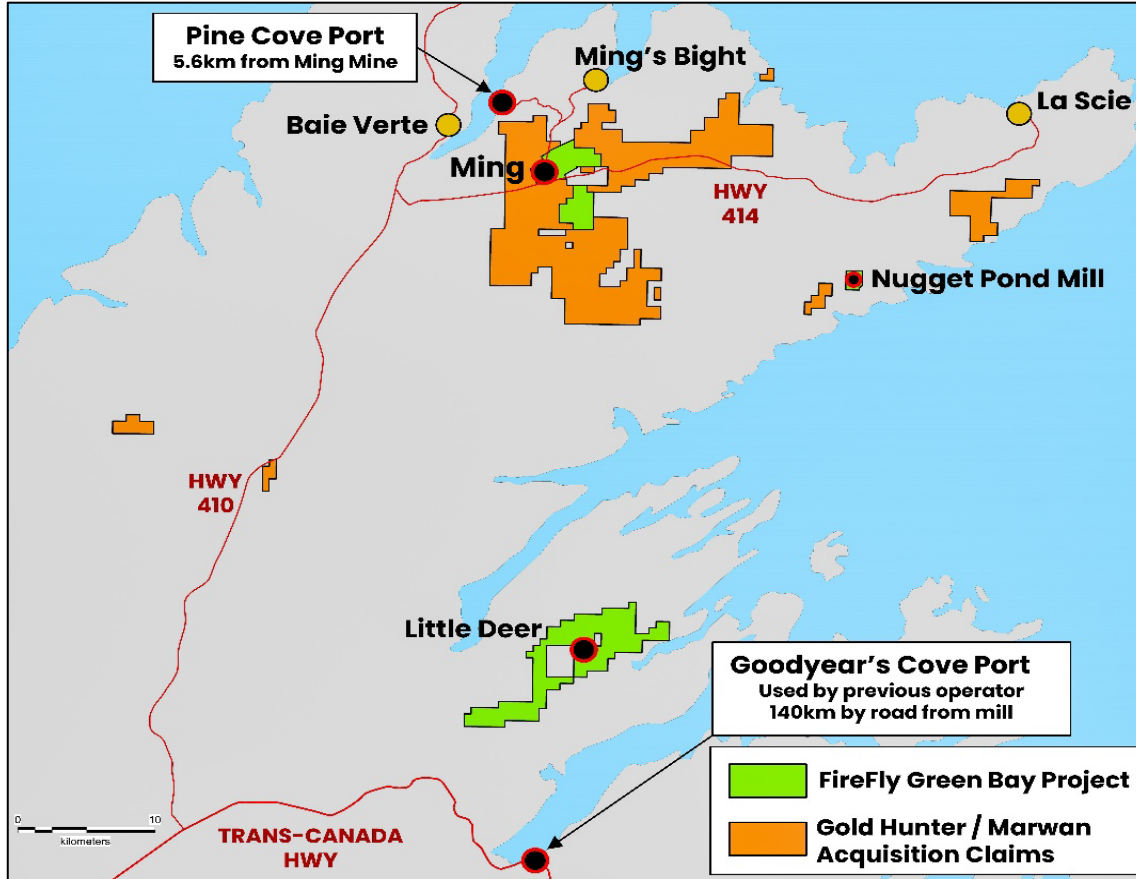 Pine Cove Port
5.6km from Ming Mine
Ming's Bight
La Scie
Baie Verte
Ming
HWY
414
Nugget Pond Mill
HWY
410
Little Deer
Goodyear's Cove Port
Used by previous operator
140km by road from mill
FireFly Green Bay Project
Gold Hunter / Marwan
Acquisition Claims
0 10
kilometers
TRANS-CANADA
HWY